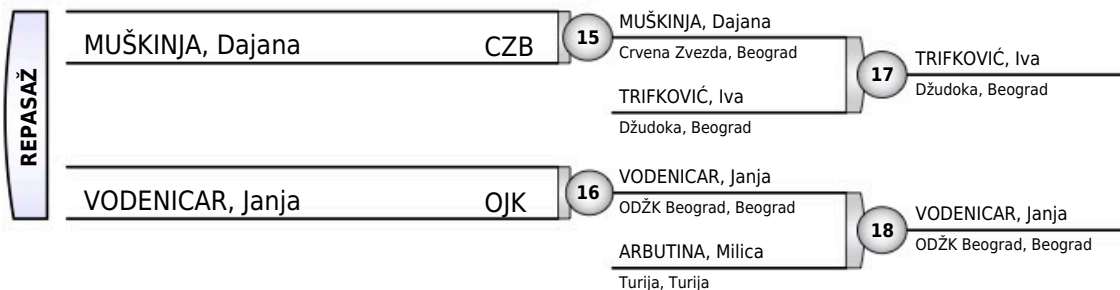 REPASAŽ
MUŠKINJA, Dajana CZB
15
MUŠKINJA, Dajana
Crvena Zvezda, Beograd
TRIFKOVIĆ, Iva
Džudoka, Beograd
17
TRIFKOVIĆ, Iva
Džudoka, Beograd
VODENICAR, Janja OJK
16
VODENICAR, Janja
ODŽK Beograd, Beograd
ARBUTINA, Milica
Turija, Turija
18
VODENICAR, Janja
ODŽK Beograd, Beograd